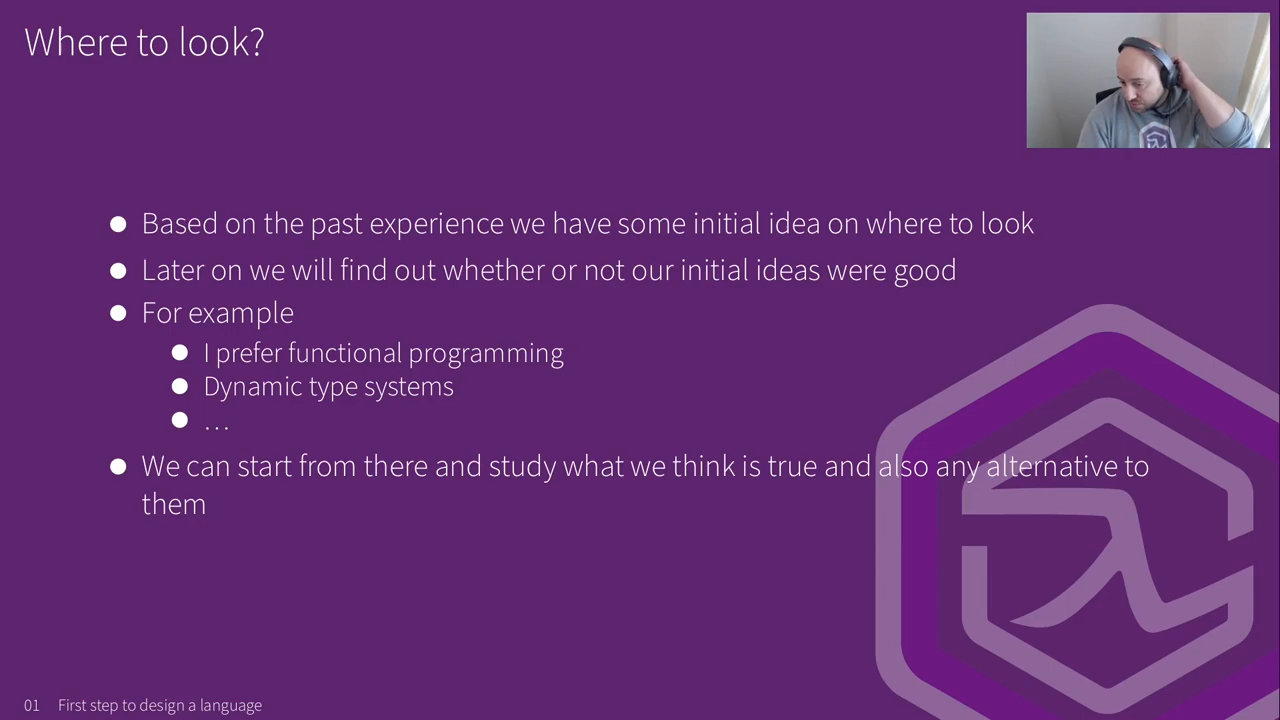 Where to look?
Based on the past experience we have some initial idea on where to look
Later on we will find out whether or not our initial ideas were good
For example
I prefer functional programming
Dynamic type systems
…
We can start from there and study what we think is true and also any alternative to
them
01 First step to design a language